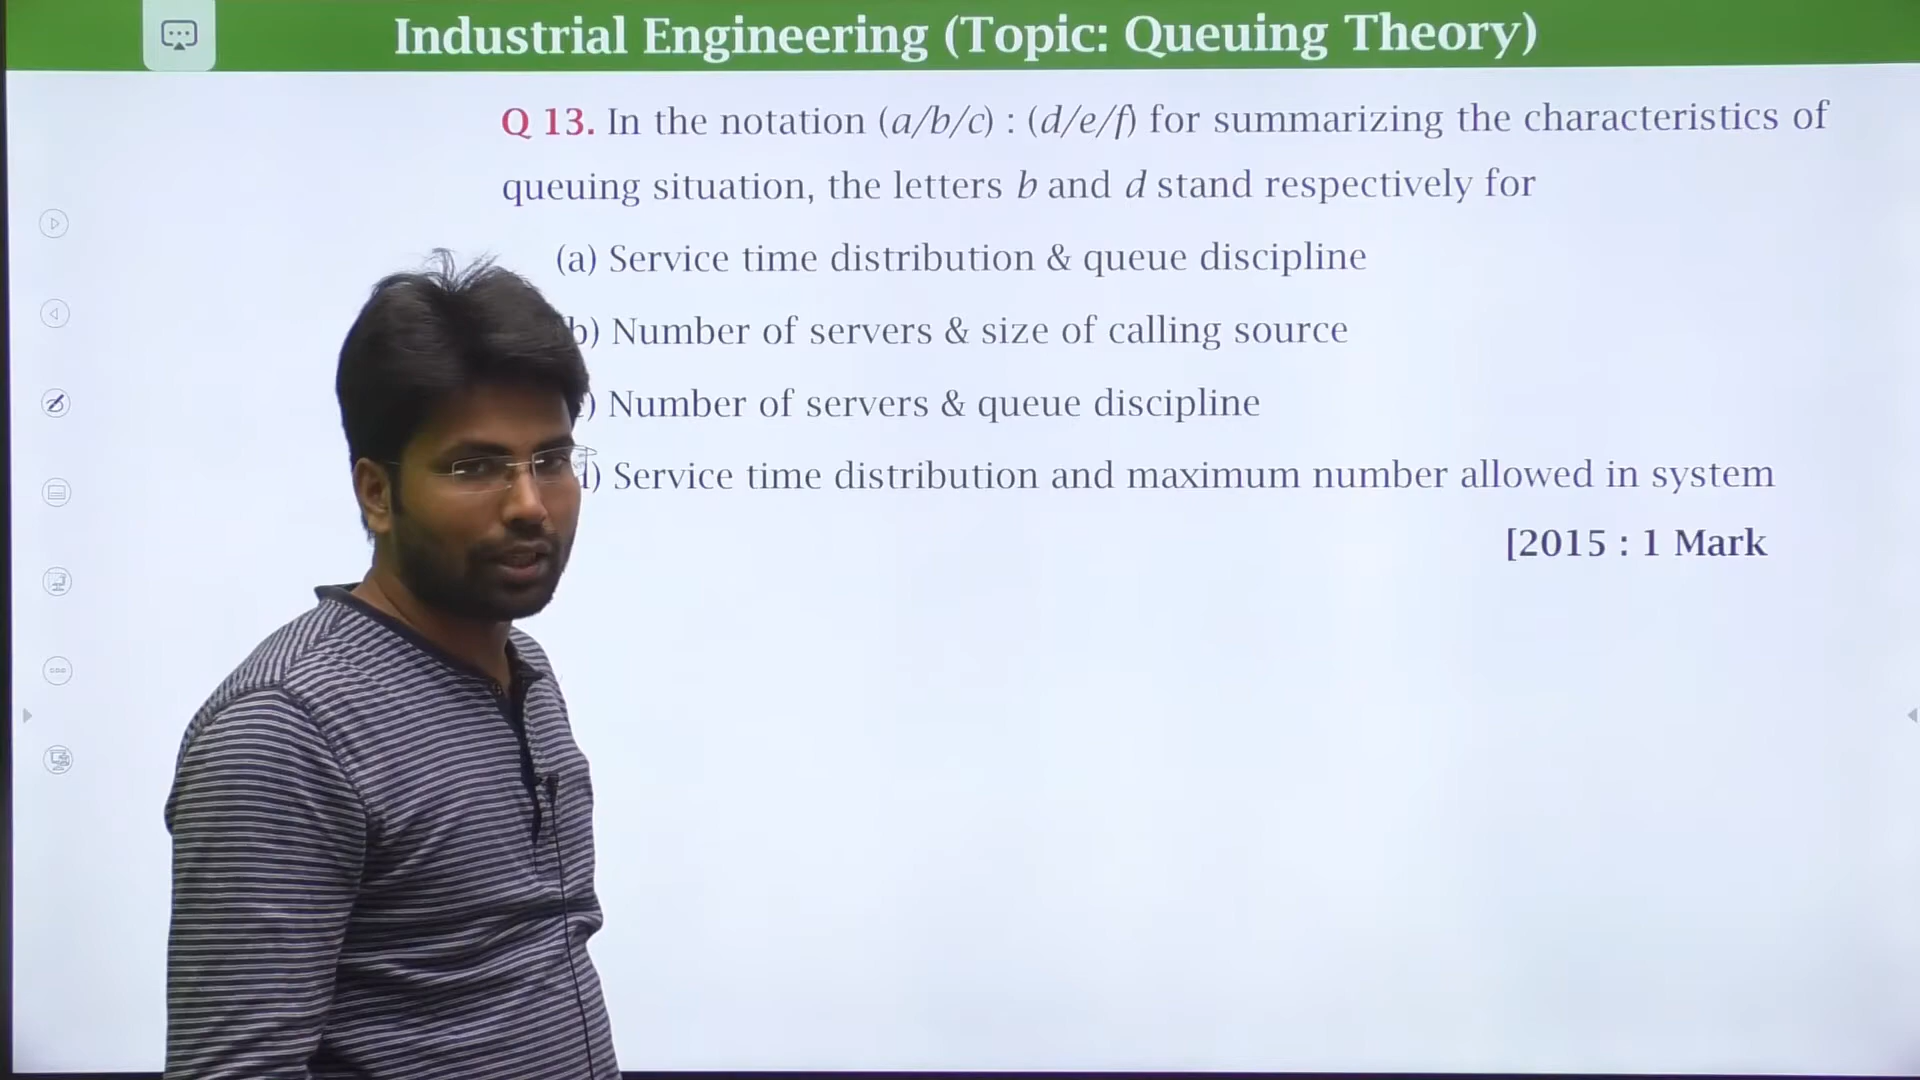 Industrial Engineering (Topic: Queuing Theory)
Q 13. In the notation (a/b/c) : (d/e/f) for summarizing the characteristics of
queuing situation, the letters b and d stand respectively for
(a) Service time distribution & queue discipline
b) Number of servers & size of calling source
) Number of servers & queue discipline
) Service time distribution and maximum number allowed in system
[2015 : 1 Mark